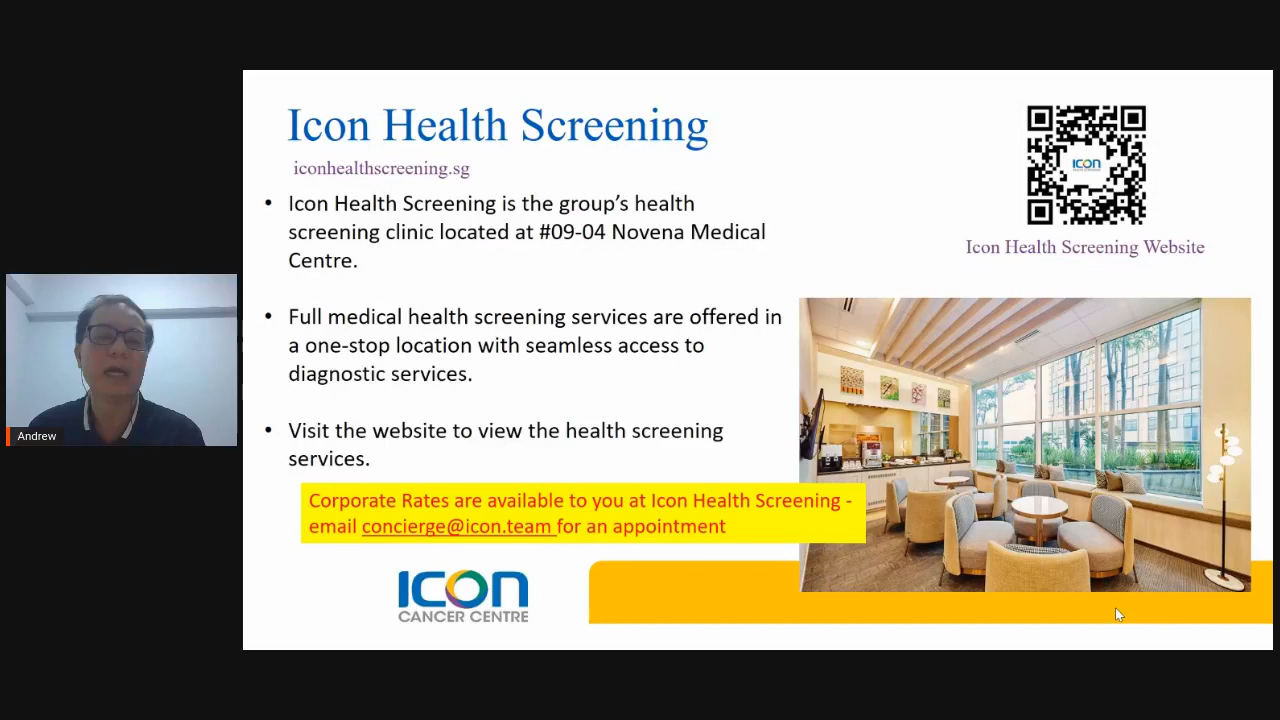 Icon Health Screening
iconhealthscreening.sg
• Icon Health Screening is the group’s health
screening clinic located at #09-04 Novena Medical
Centre.
• Full medical health screening services are offered in
a one-stop location with seamless access to
diagnostic services.
• Visit the website to view the health screening
services.
Corporate Rates are available to you at Icon Health Screening -
email concierge@icon.team for an appointment
ICON
CANCER CENTRE
ICON
Icon Health Screening Website
Andrew